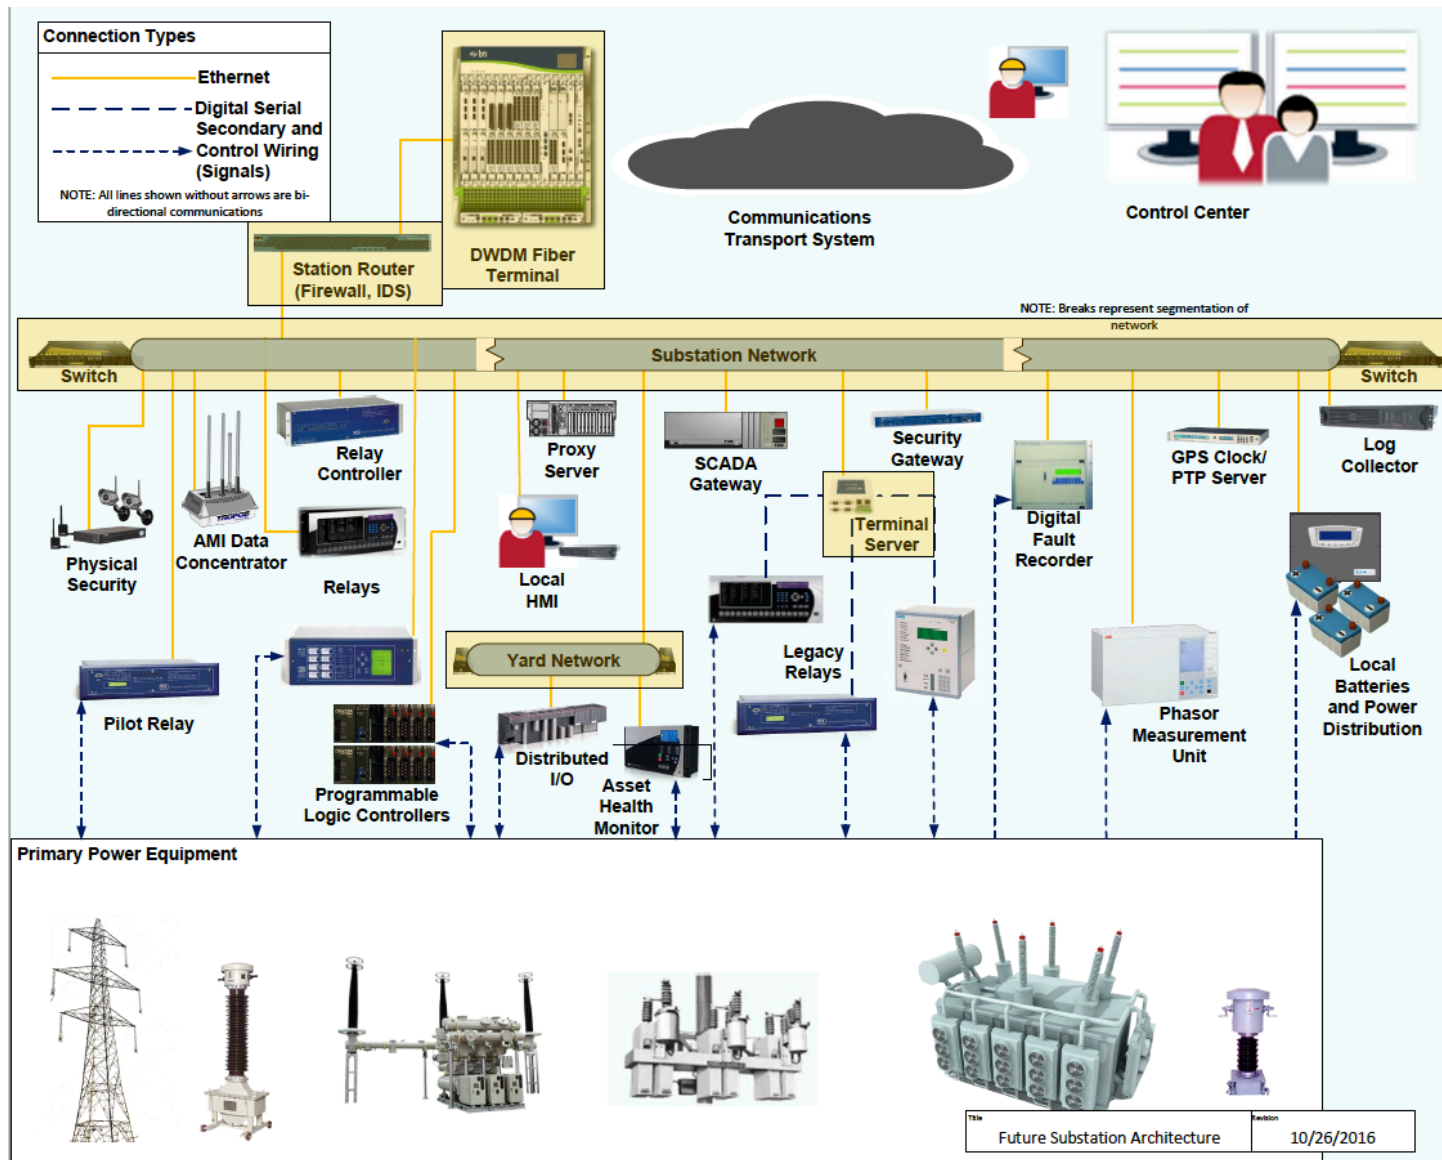 Connection Types
Ethernet
Digital Serial
Secondary and
Control Wiring
(Signals)
NOTE: All lines shown without arrows are bi-
directional communications
DWDM Fiber
Terminal
Station Router
(Firewall, IDS)
Communications
Transport System
Control Center
NOTE: Breaks represent segmentation of
network
Switch
Substation Network
Switch
Relay
Controller
Proxy
Server
SCADA
Gateway
Security
Gateway
GPS Clock/
PTP Server
Log
Collector
Physical
Security
AMI Data
Concentrator
Relays
Local
HMI
Terminal
Server
Digital
Fault
Recorder
Yard Network
Legacy
Relays
Local
Batteries
and Power
Distribution
Pilot Relay
Phasor
Measurement
Unit
Programmable
Logic Controllers
Distributed
I/O
Asset
Health
Monitor
Primary Power Equipment
Title
Future Substation Architecture
Revision
10/26/2016